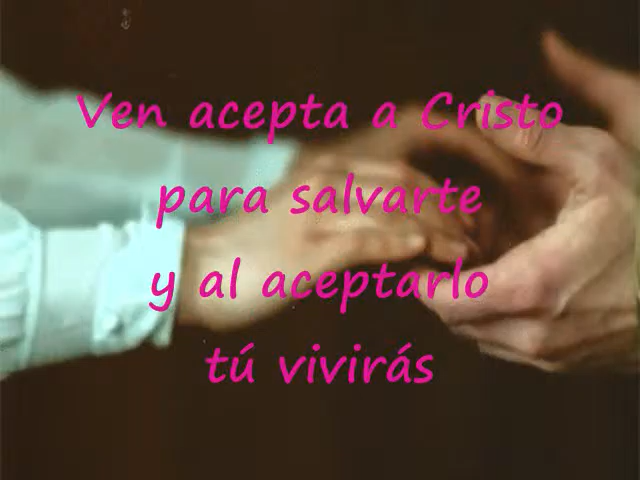 Ven acepta a Cristo
para salvarte
y al aceptarlo
tú vivirás